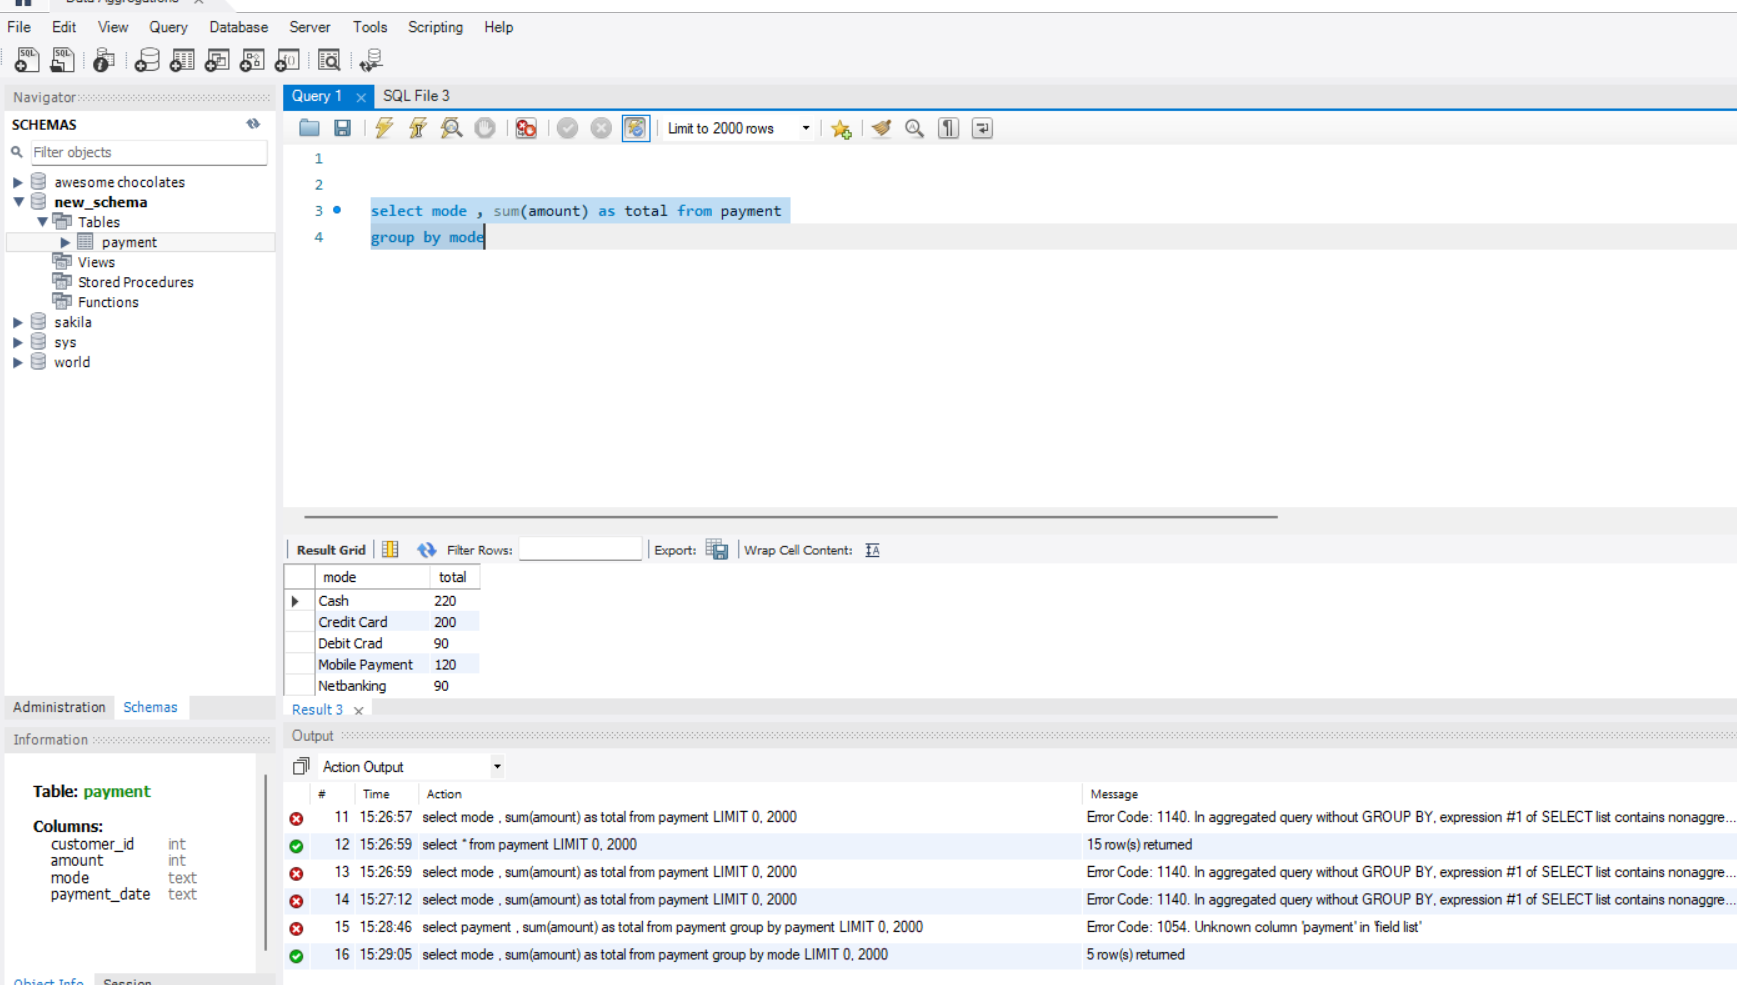 Data Aggregations
File Edit View Query Database Server Tools Scripting Help
Navigator
SCHEMAS
Filter objects
awesome chocolates
new_schema
Tables
payment
Views
Stored Procedures
Functions
sakila
sys
world
Administration Schemas
Information
Table: payment
Columns:
customer_id int
amount int
mode text
payment_date text
Object Info Session
Query 1 SQL File 3
Limit to 2000 rows
1
2
3 select mode , sum(amount) as total from payment
4 group by mode
Result Grid Filter Rows: Export: Wrap Cell Content:
mode total
Cash 220
Credit Card 200
Debit Crad 90
Mobile Payment 120
Netbanking 90
Result 3
Output
Action Output
# Time Action Message
11 15:26:57 select mode , sum(amount) as total from payment LIMIT 0, 2000 Error Code: 1140. In aggregated query without GROUP BY, expression #1 of SELECT list contains nonaggre...
12 15:26:59 select * from payment LIMIT 0, 2000 15 row(s) returned
13 15:26:59 select mode , sum(amount) as total from payment LIMIT 0, 2000 Error Code: 1140. In aggregated query without GROUP BY, expression #1 of SELECT list contains nonaggre...
14 15:27:12 select mode , sum(amount) as total from payment LIMIT 0, 2000 Error Code: 1140. In aggregated query without GROUP BY, expression #1 of SELECT list contains nonaggre...
15 15:28:46 select payment , sum(amount) as total from payment group by payment LIMIT 0, 2000 Error Code: 1054. Unknown column 'payment' in 'field list'
16 15:29:05 select mode , sum(amount) as total from payment group by mode LIMIT 0, 2000 5 row(s) returned